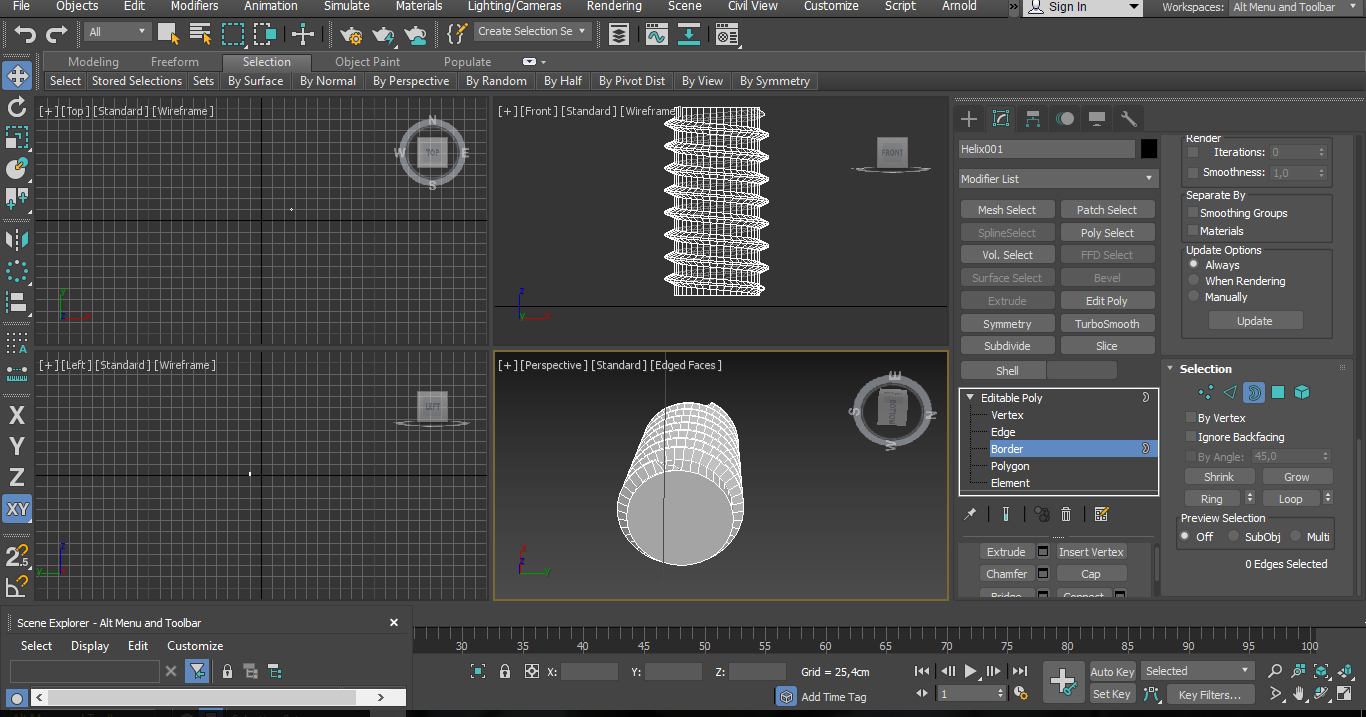 File Objects Edit Modifiers Animation Simulate Materials Lighting/Cameras Rendering Scene Civil View Customize Script Arnold » Sign In Workspaces: Alt Menu and Toolbar
All Create Selection Se
Modeling Freeform Selection Object Paint Populate
Select Stored Selections Sets By Surface By Normal By Perspective By Random By Half By Pivot Dist By View By Symmetry
[+] [Top] [Standard] [Wireframe]
N
W TOP E
S
y
z x
[+] [Front] [Standard] [Wireframe
FRONT
z
y x
[+] [Left] [Standard] [Wireframe]
LEFT
z
y
[+] [Perspective] [Standard] [Edged Faces]
E
S BOTTOM N
W
x
z
y
X
Y
Z
XY
2.5
Helix001
Modifier List
Mesh Select Patch Select
SplineSelect Poly Select
Vol. Select FFD Select
Surface Select Bevel
Extrude Edit Poly
Symmetry TurboSmooth
Subdivide Slice
Shell
Editable Poly
Vertex
Edge
Border
Polygon
Element
Extrude Insert Vertex
Chamfer Cap
Bridge Connect
Render
Iterations: 0
Smoothness: 1,0
Separate By
Smoothing Groups
Materials
Update Options
Always
When Rendering
Manually
Update
Selection
By Vertex
Ignore Backfacing
By Angle: 45,0
Shrink Grow
Ring Loop
Preview Selection
Off SubObj Multi
0 Edges Selected
Scene Explorer - Alt Menu and Toolbar
Select Display Edit Customize
30 35 40 45 50 55 60 65 70 75 80 85 90 95 100
X: Y: Z: Grid = 25,4cm
Add Time Tag
1
Auto Key Selected
Set Key Key Filters...